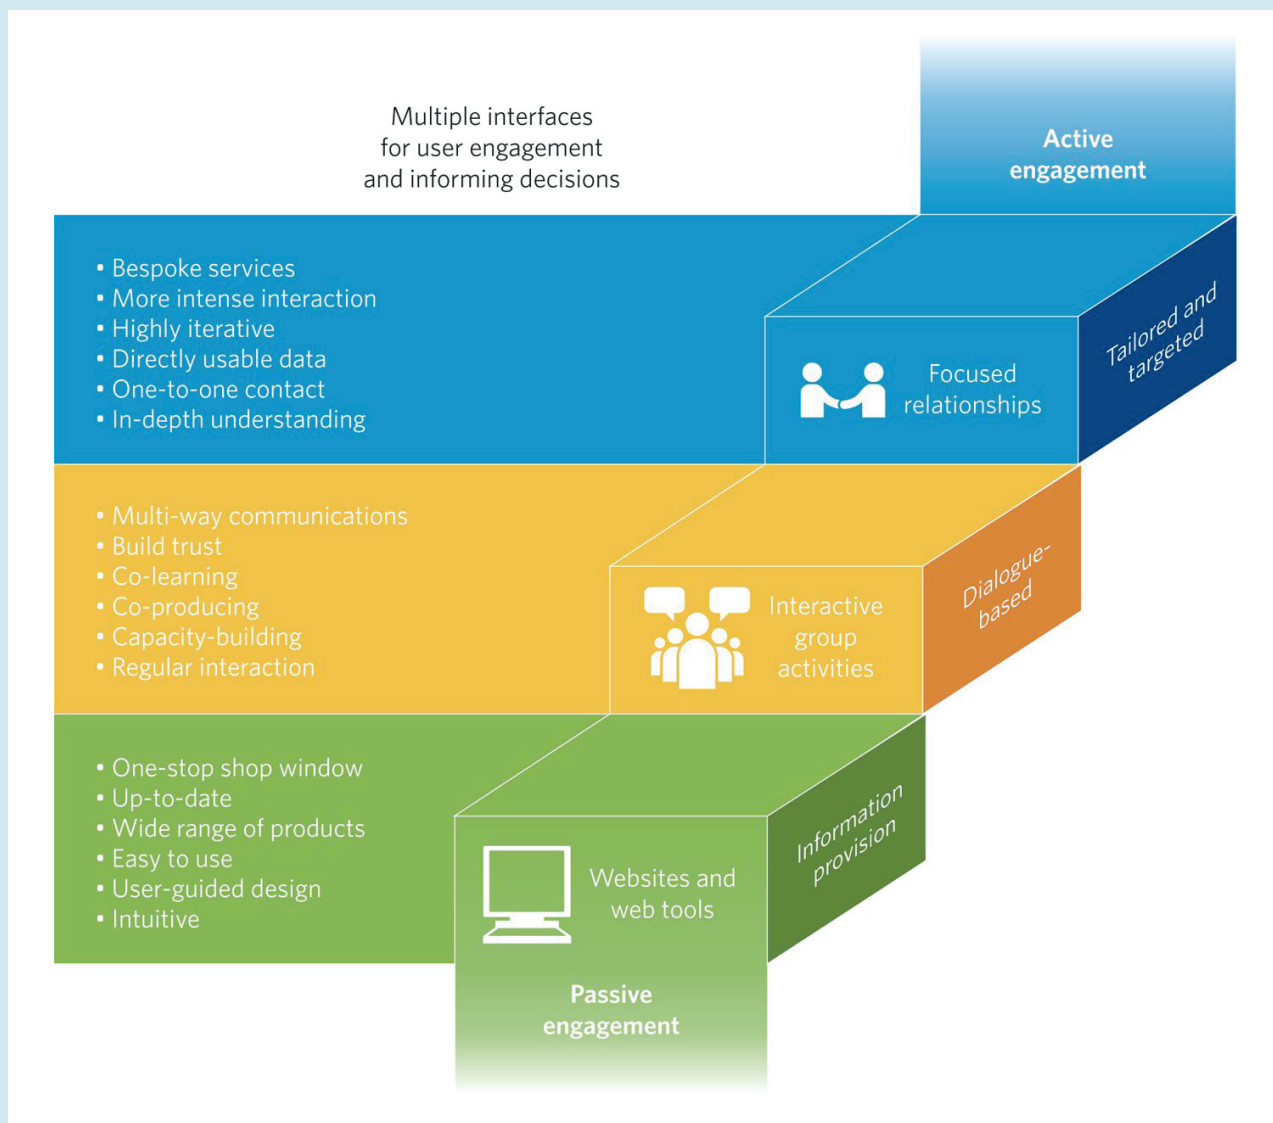 Multiple interfaces
for user engagement
and informing decisions
Active
engagement
• Bespoke services
• More intense interaction
• Highly iterative
• Directly usable data
• One-to-one contact
• In-depth understanding
Focused
relationships
Tailored and
targeted
• Multi-way communications
• Build trust
• Co-learning
• Co-producing
• Capacity-building
• Regular interaction
Interactive
group
activities
Dialogue-
based
• One-stop shop window
• Up-to-date
• Wide range of products
• Easy to use
• User-guided design
• Intuitive
Websites and
web tools
Information
provision
Passive
engagement